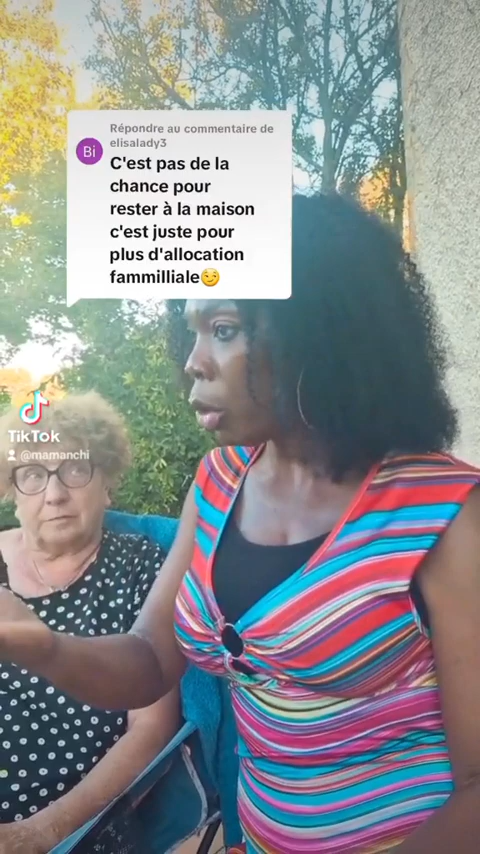 Répondre au commentaire de
elisalady3
Bi
C'est pas de la
chance pour
rester à la maison
c'est juste pour
plus d'allocation
fammilliale😏
TikTok
@mamanchi